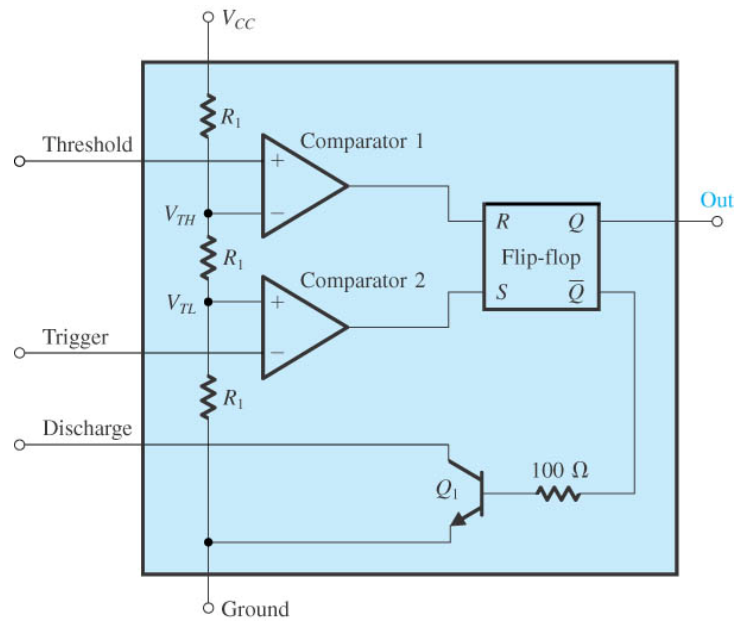 V_CC
R_1
Threshold
Comparator 1
+
−
V_TH
Out
R Q
Flip-flop
S Q̅
R_1
Comparator 2
V_TL
+
−
Trigger
R_1
Discharge
100 Ω
Q_1
Ground